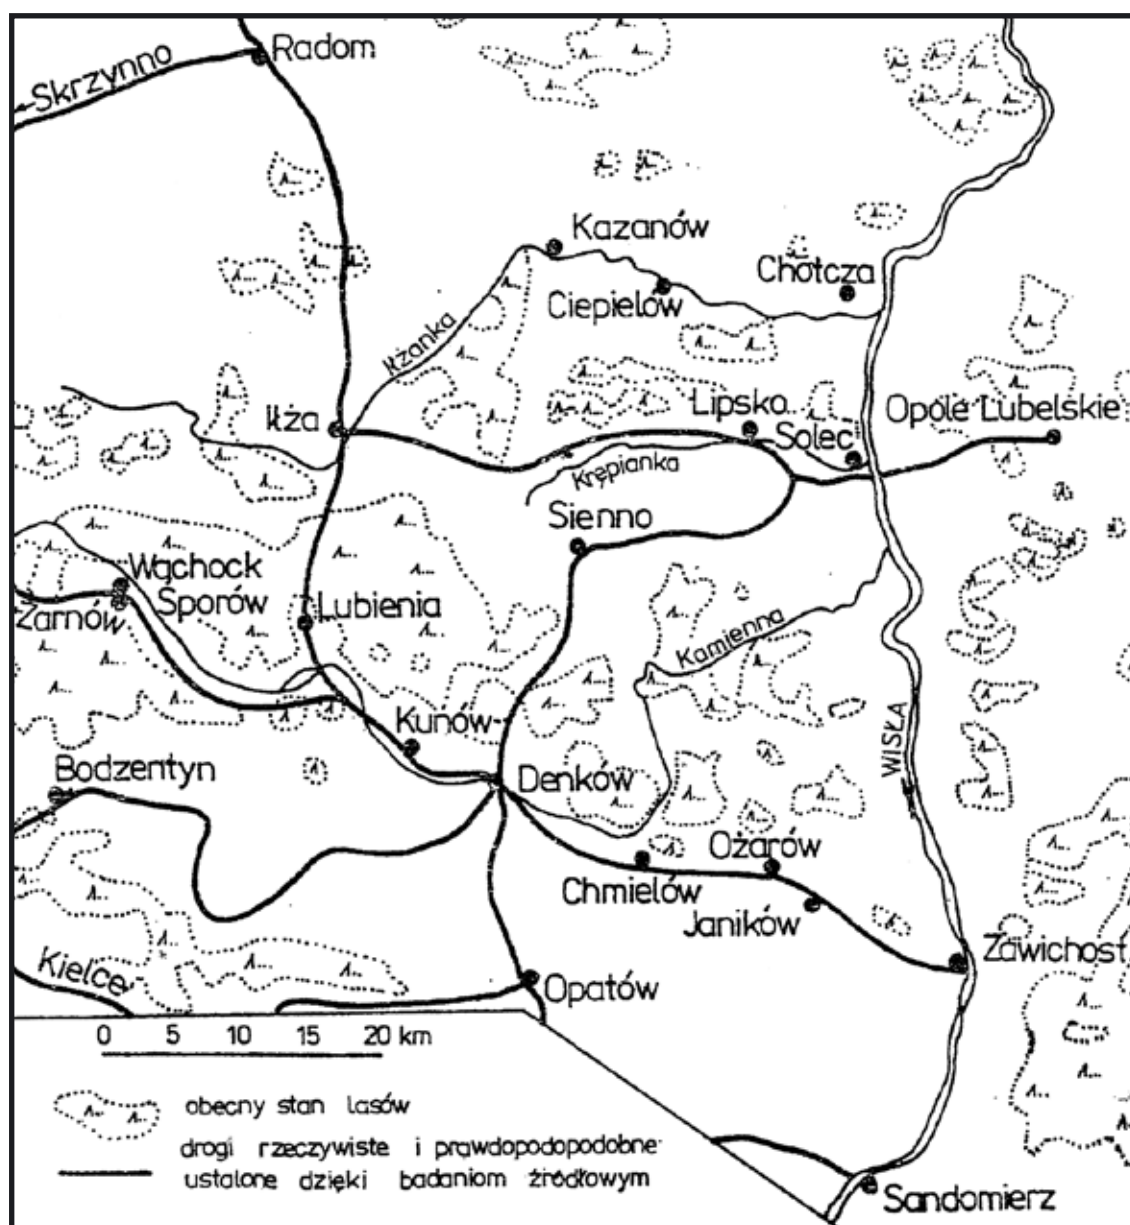 Skrzynno
Radom
Kazanów
Chotcza
Ciepielów
Iłżanka
Iłża
Lipsko
Solec
Opole Lubelskie
Krępianka
Sienno
Wąchock
Sporów
Żarnów
Lubienia
Kamienna
Kunów
WISŁA
Bodzentyn
Denków
Ożarów
Chmielów
Janików
Zawichost
Kielce
Opatów
0 5 10 15 20 km
obecny stan lasów
drogi rzeczywiste i prawdopodopodobne
ustalone dzięki badaniom źródłowym
Sandomierz